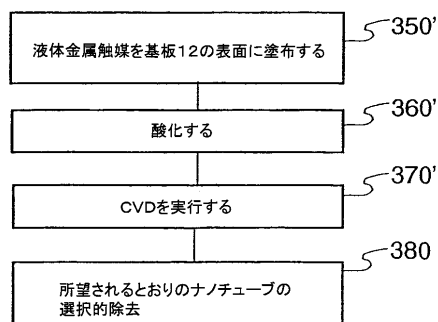 液体金属触媒を基板12の表面に塗布する
350'
酸化する
360'
CVDを実行する
370'
所望されるとおりのナノチューブの
選択的除去
380